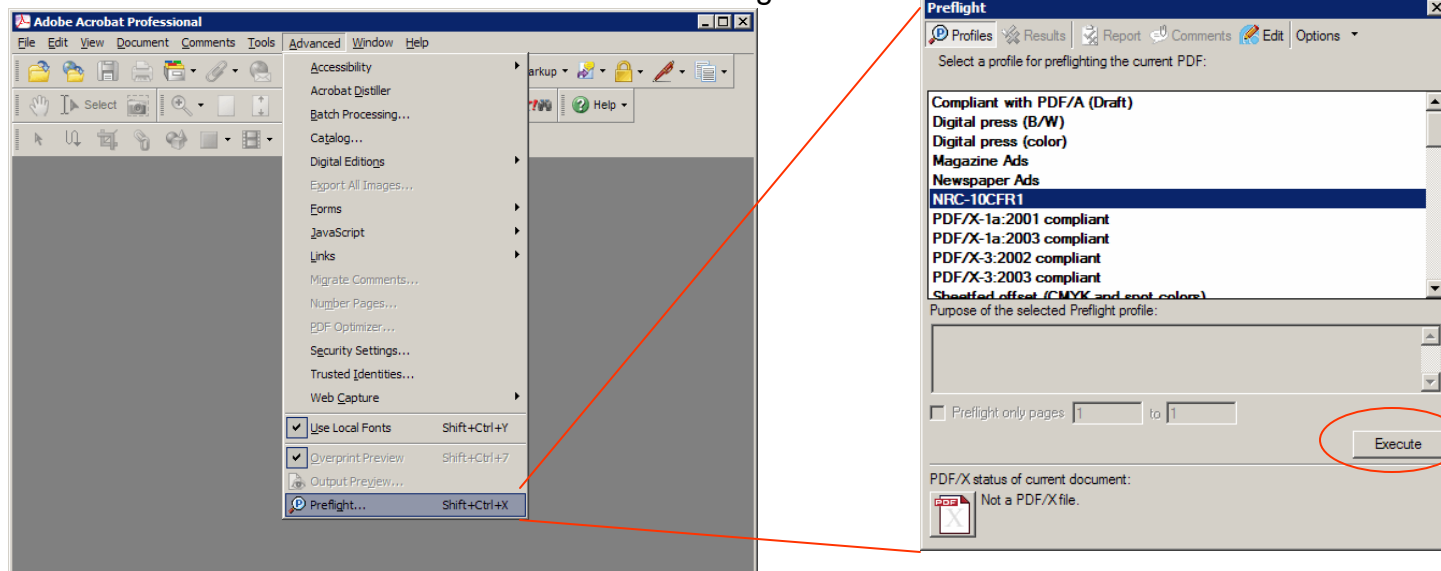 Adobe Acrobat Professional
File Edit View Document Comments Tools Advanced Window Help
arkup
Select
Help
Accessibility
Acrobat Distiller
Batch Processing...
Catalog...
Digital Editions
Export All Images...
Forms
JavaScript
Links
Migrate Comments...
Number Pages...
PDF Optimizer...
Security Settings...
Trusted Identities...
Web Capture
Use Local Fonts Shift+Ctrl+Y
Overprint Preview Shift+Ctrl+7
Output Preview...
Preflight... Shift+Ctrl+X
Preflight
Profiles Results Report Comments Edit Options
Select a profile for preflighting the current PDF:
Compliant with PDF/A (Draft)
Digital press (B/W)
Digital press (color)
Magazine Ads
Newspaper Ads
NRC-10CFR1
PDF/X-1a:2001 compliant
PDF/X-1a:2003 compliant
PDF/X-3:2002 compliant
PDF/X-3:2003 compliant
Sheetfed offset (CMYK and spot colors)
Purpose of the selected Preflight profile:
Preflight only pages 1 to 1
Execute
PDF/X status of current document:
PDF
X
Not a PDF/X file.